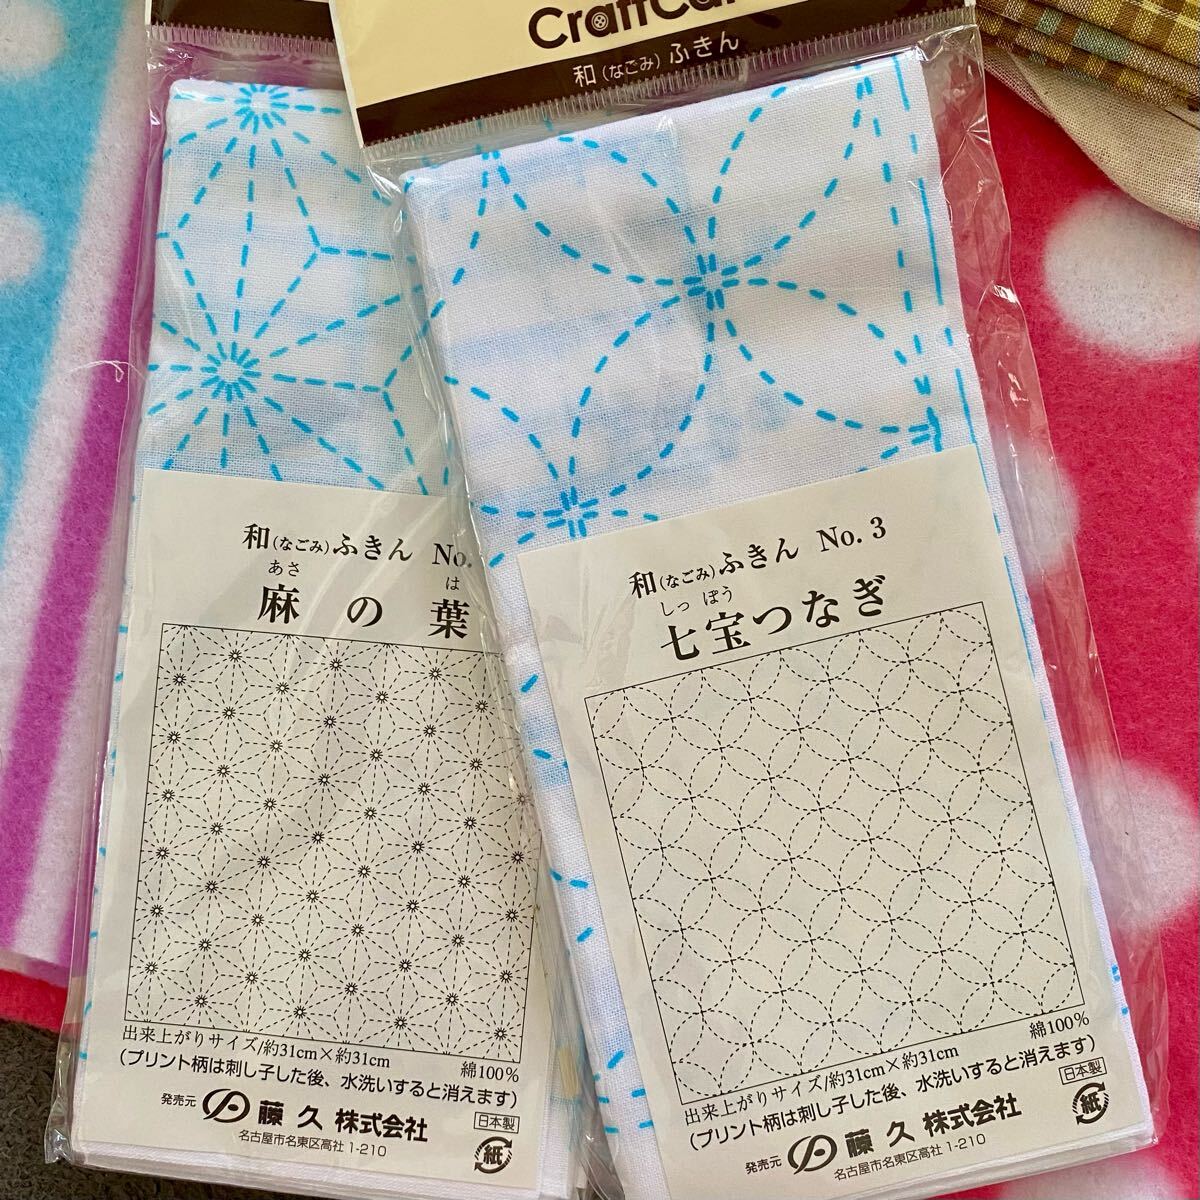 和(なごみ)ふきん
和(なごみ)ふきん No.
あさ は
麻の葉
出来上がりサイズ/約31cm×約31cm
綿100%
(プリント柄は刺し子した後、水洗いすると消えます)
発売元 藤久株式会社
日本製
名古屋市名東区高社 1-210
紙
和(なごみ)ふきん No. 3
しっ ぽう
七宝つなぎ
綿100%
出来上がりサイズ/約31cm×約31cm
(プリント柄は刺し子した後、水洗いすると消えます)
日本製
発売元 藤久株式会社
名古屋市名東区高社 1-210
紙